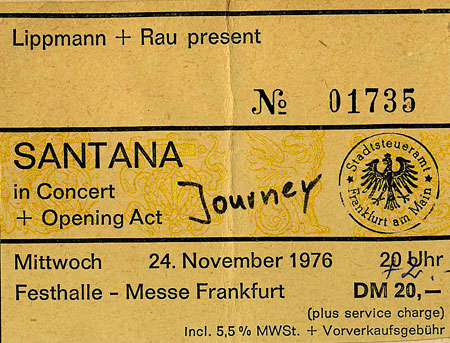 Lippmann + Rau present
№ 01735
SANTANA
in Concert
+ Opening Act Journey
Stadtsteueramt
Frankfurt am Main
Mittwoch 24. November 1976 20 Uhr
Festhalle - Messe Frankfurt DM 20,—
(plus service charge)
Incl. 5,5 % MWSt. + Vorverkaufsgebühr